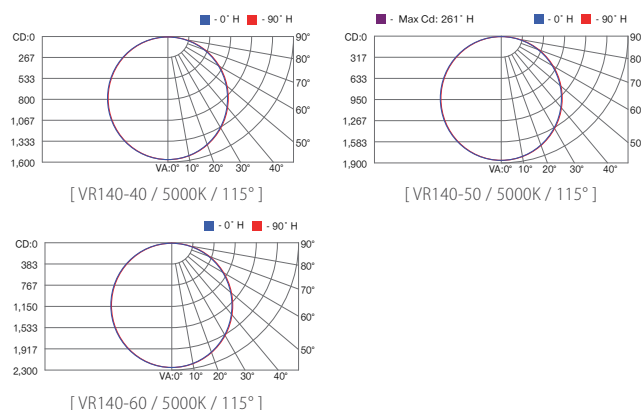 - 0° H - 90° H
CD:0
267
533
800
1,067
1,333
1,600
90°
80°
70°
60°
50°
VA:0° 10° 20° 30° 40°
[ VR140-40 / 5000K / 115° ]
- Max Cd: 261° H - 0° H - 90° H
CD:0
317
633
950
1,267
1,583
1,900
90°
80°
70°
60°
50°
VA:0° 10° 20° 30° 40°
[ VR140-50 / 5000K / 115° ]
- 0° H - 90° H
CD:0
383
767
1,150
1,533
1,917
2,300
90°
80°
70°
60°
50°
VA:0° 10° 20° 30° 40°
[ VR140-60 / 5000K / 115° ]